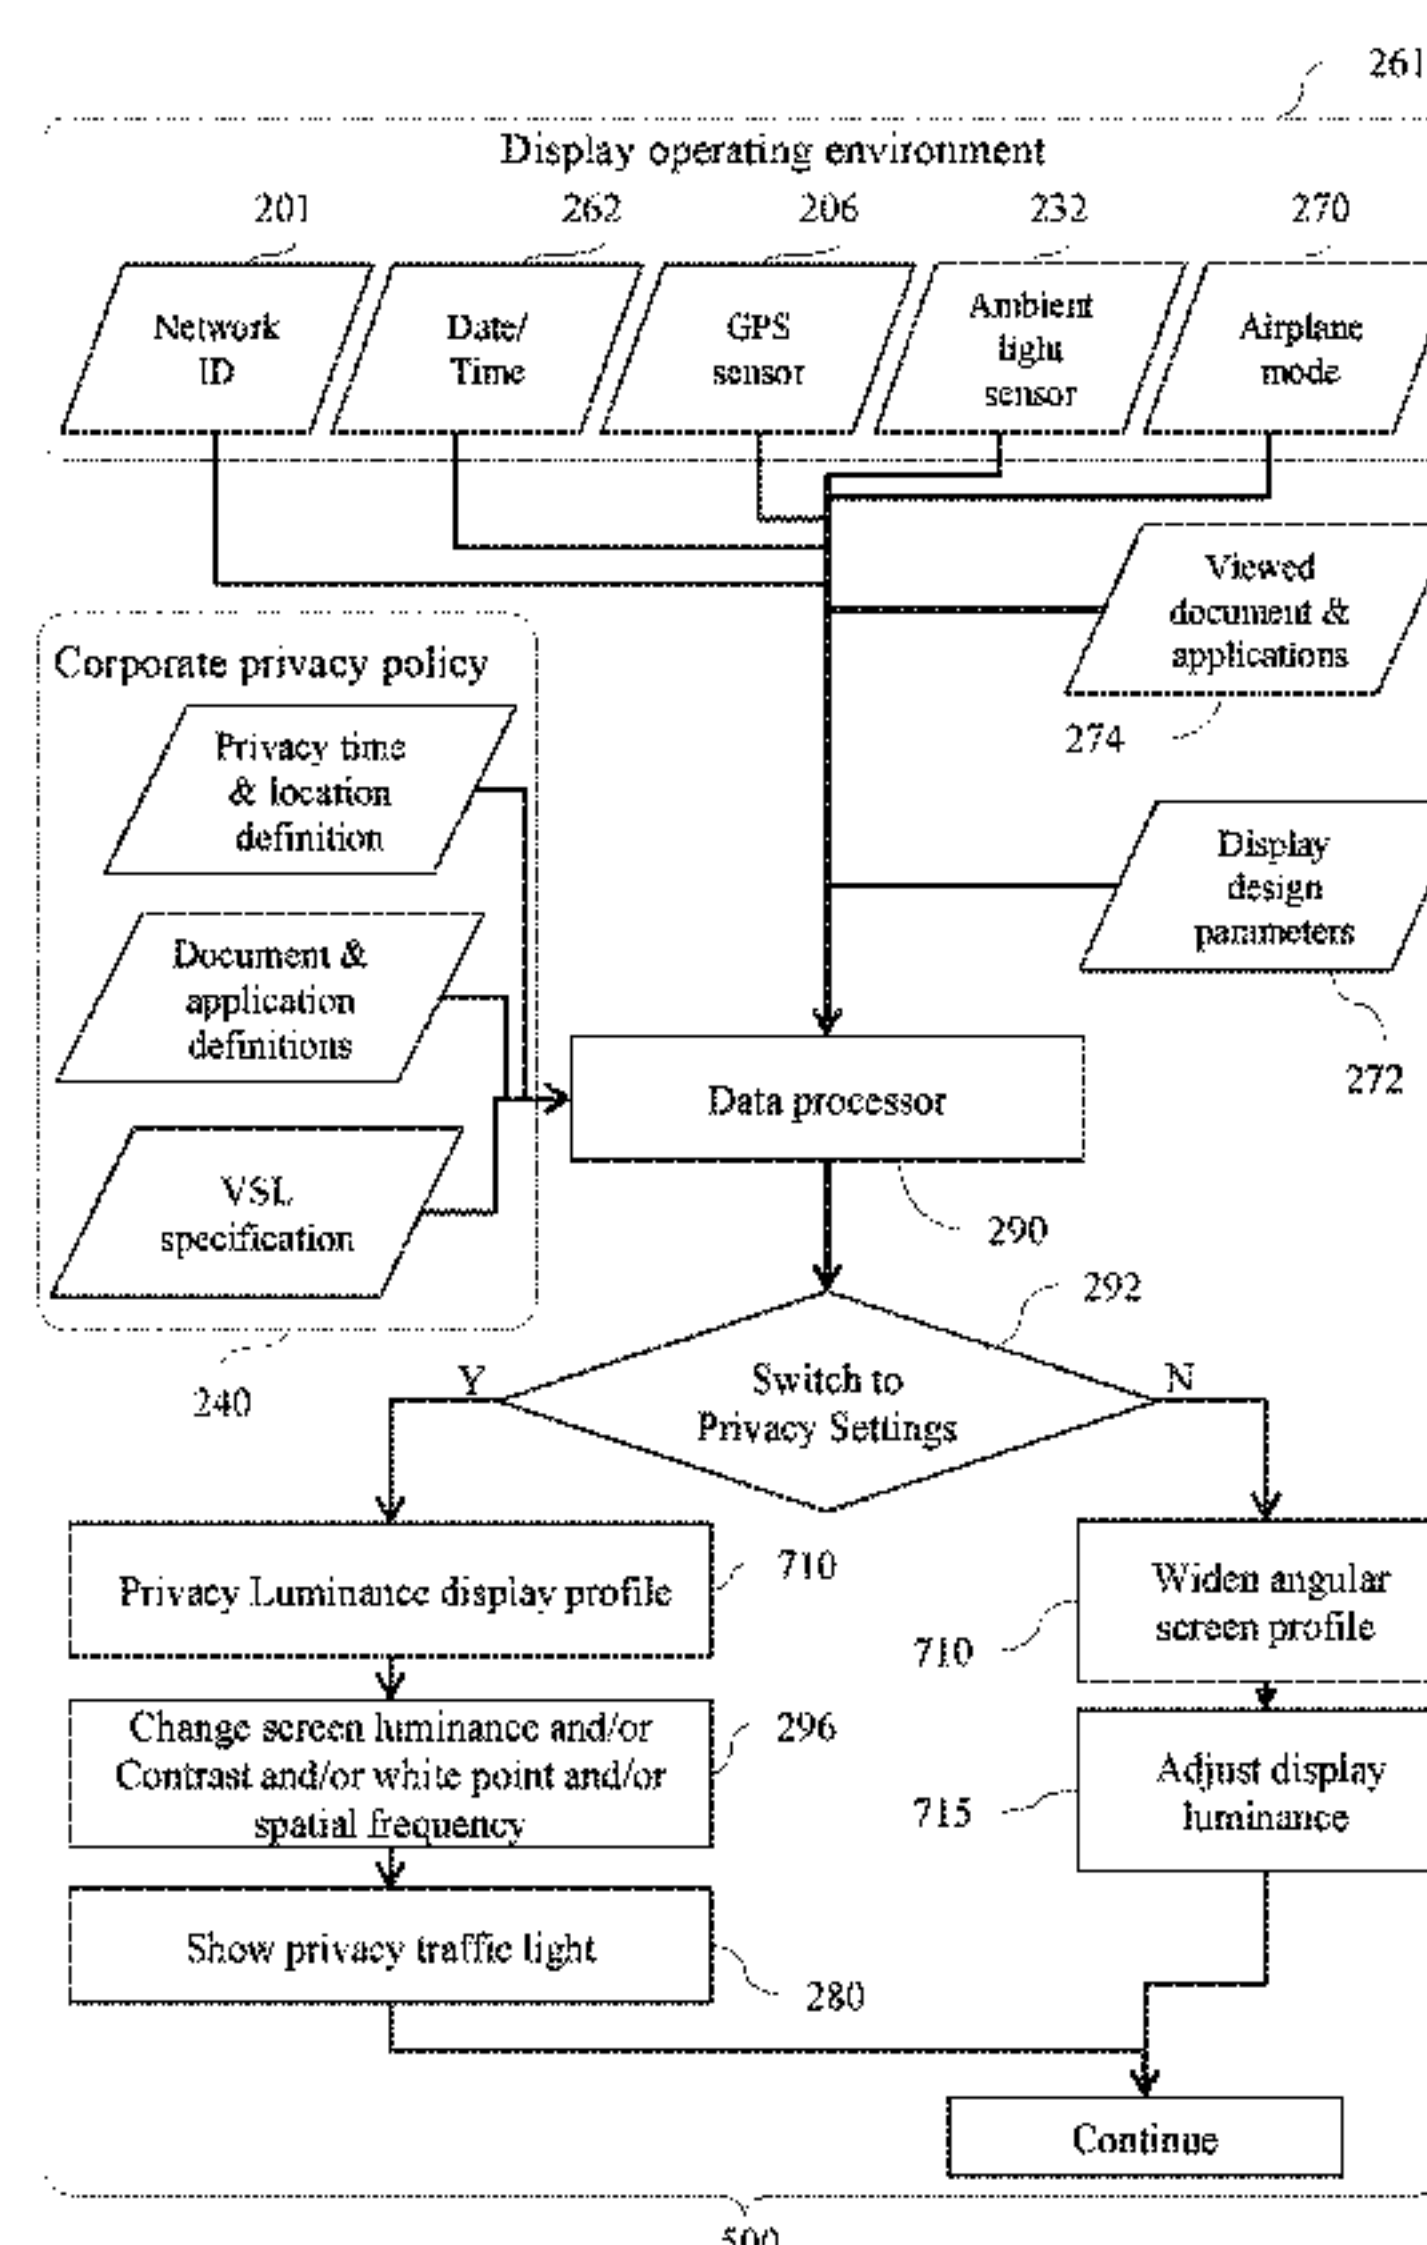 261
Display operating environment
201
262
206
232
270
Network
ID
Date/
Time
GPS
sensor
Ambient
light
sensor
Airplane
mode
Viewed
document &
applications
274
Corporate privacy policy
Privacy time
& location
definition
Document &
application
definitions
VSL
specification
240
Display
design
parameters
272
Data processor
290
292
Switch to
Privacy Settings
Y
N
Privacy Luminance display profile
710
Widen angular
screen profile
710
Change screen luminance and/or
Contrast and/or white point and/or
spatial frequency
296
Adjust display
luminance
715
Show privacy traffic light
280
Continue
500